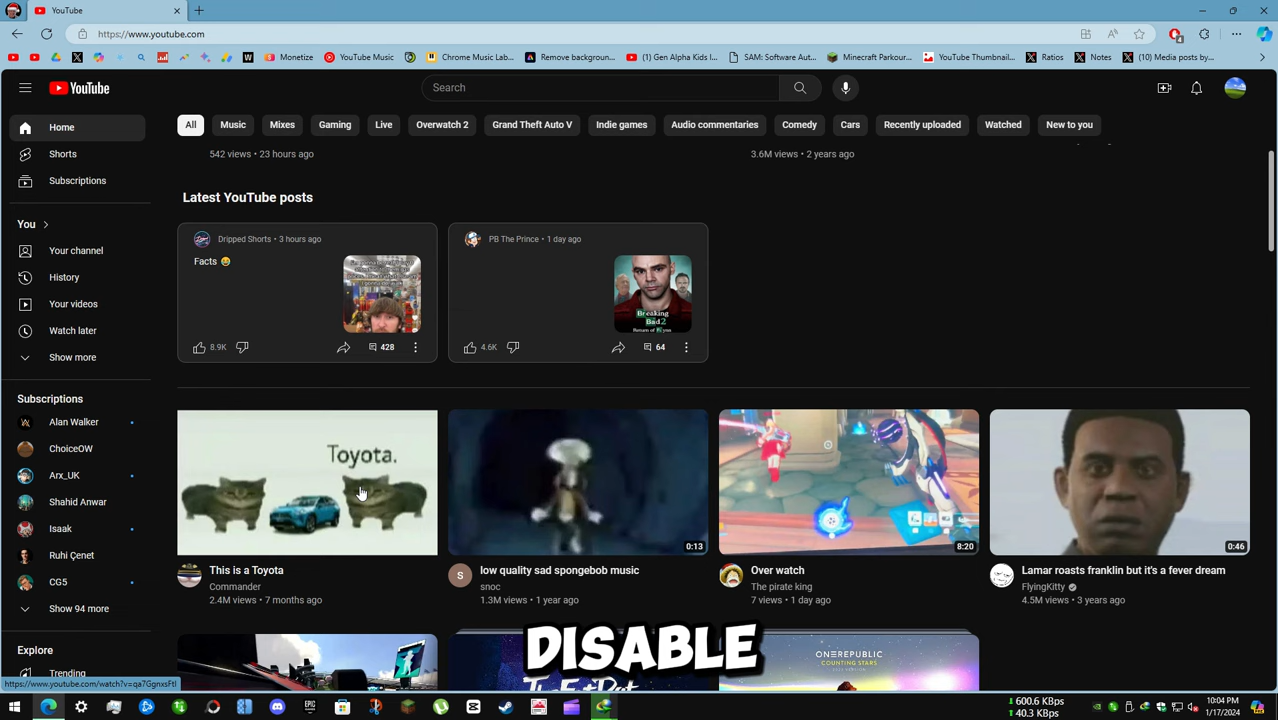 YouTube
https://www.youtube.com
Monetize
YouTube Music
Chrome Music Lab...
Remove backgroun...
(1) Gen Alpha Kids I...
SAM: Software Aut...
Minecraft Parkour...
YouTube Thumbnail...
Ratios
Notes
(10) Media posts by...
YouTube
Search
Home
Shorts
Subscriptions
You
Your channel
History
Your videos
Watch later
Show more
Subscriptions
Alan Walker
ChoiceOW
Arx_UK
Shahid Anwar
Isaak
Ruhi Çenet
CG5
Show 94 more
Explore
Trending
All
Music
Mixes
Gaming
Live
Overwatch 2
Grand Theft Auto V
Indie games
Audio commentaries
Comedy
Cars
Recently uploaded
Watched
New to you
542 views • 23 hours ago
3.6M views • 2 years ago
Latest YouTube posts
Dripped Shorts • 3 hours ago
Facts 😂
8.9K
428
PB The Prince • 1 day ago
Breaking
Bad2
4.6K
64
Toyota.
This is a Toyota
Commander
2.4M views • 7 months ago
0:13
low quality sad spongebob music
snoc
1.3M views • 1 year ago
8:20
Over watch
The pirate king
7 views • 1 day ago
0:46
Lamar roasts franklin but it's a fever dream
FlyingKitty
4.5M views • 3 years ago
DISABLE
ONEREPUBLIC
COUNTING STARS
https://www.youtube.com/watch?v=qa7GgnxsFtI
600.6 KBps
40.3 KBps
10:04 PM
1/17/2024